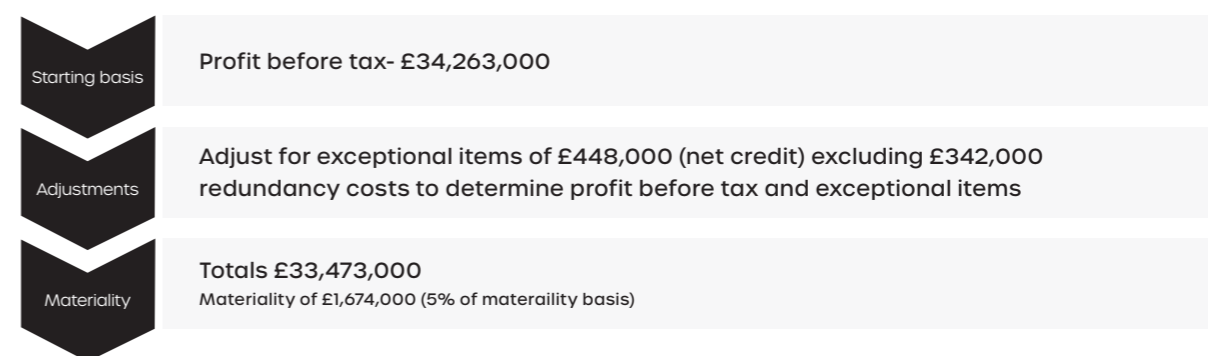 Starting basis
Profit before tax- £34,263,000
Adjustments
Adjust for exceptional items of £448,000 (net credit) excluding £342,000
redundancy costs to determine profit before tax and exceptional items
Materiality
Totals £33,473,000
Materiality of £1,674,000 (5% of materaility basis)